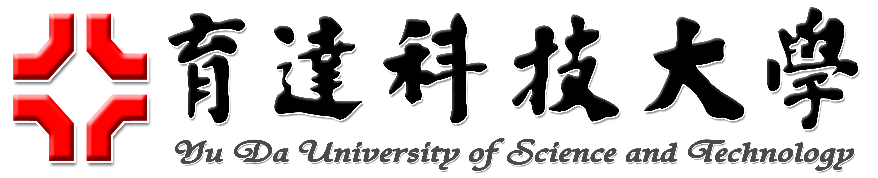 育達科技大學
Yu Da University of Science and Technology